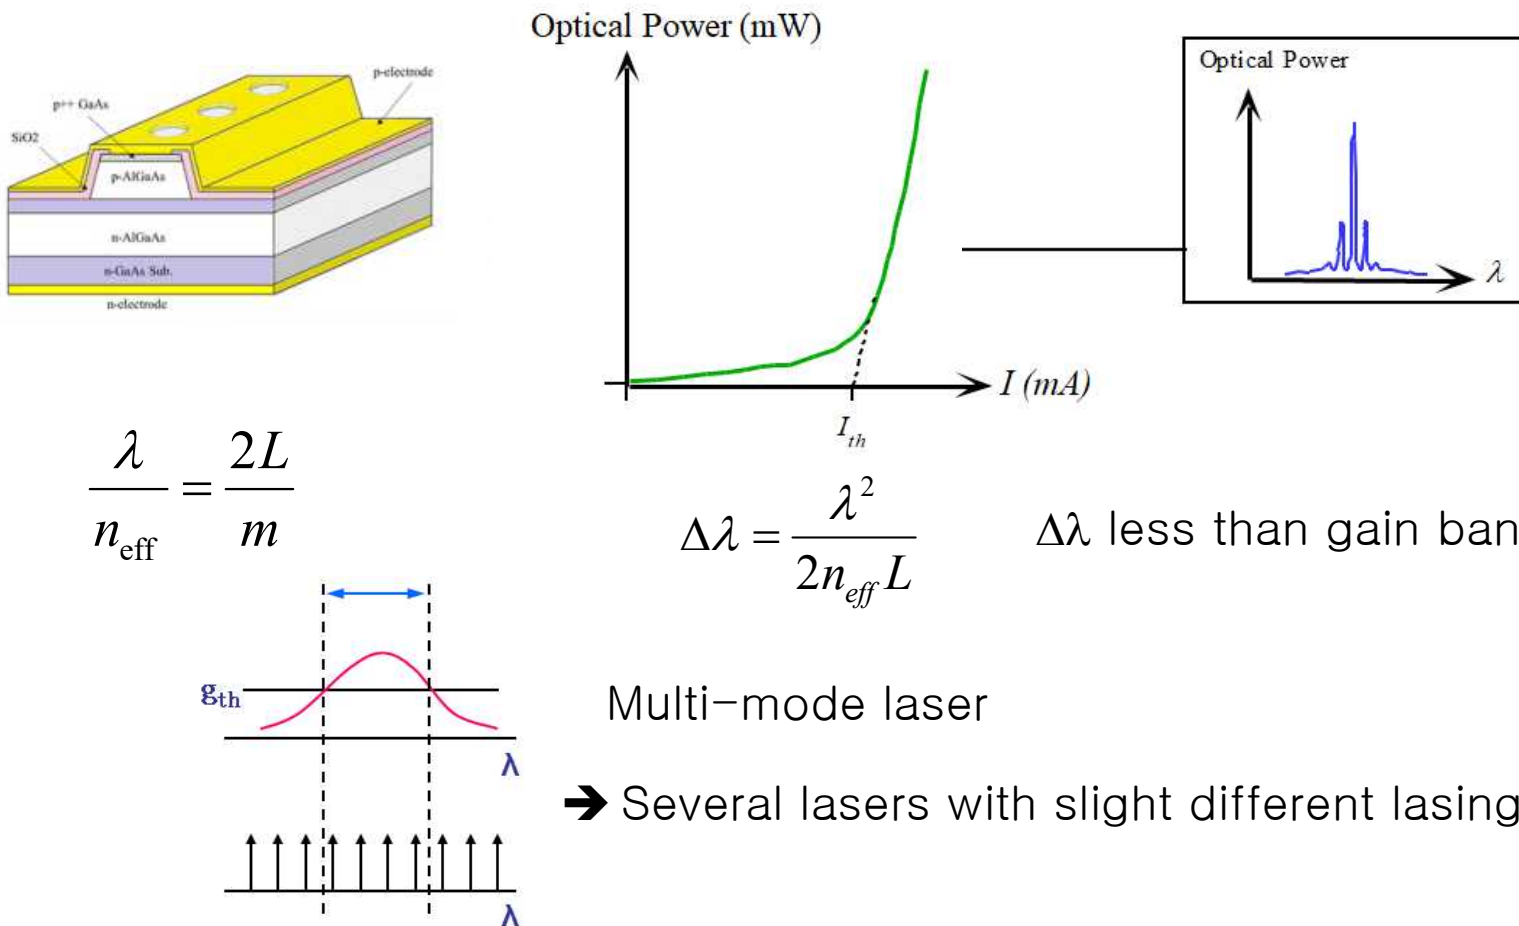 Optical Power (mW)
Optical Power
p-electrode
p++ GaAs
SiO2
p-AlGaAs
n-AlGaAs
n-GaAs Sub.
n-electrode
λ
I (mA)
I_th
λ/n_eff = 2L/m
Δλ = λ²/2n_eff L
Δλ less than gain ban
g_th
λ
Multi-mode laser
➔ Several lasers with slight different lasing
λ